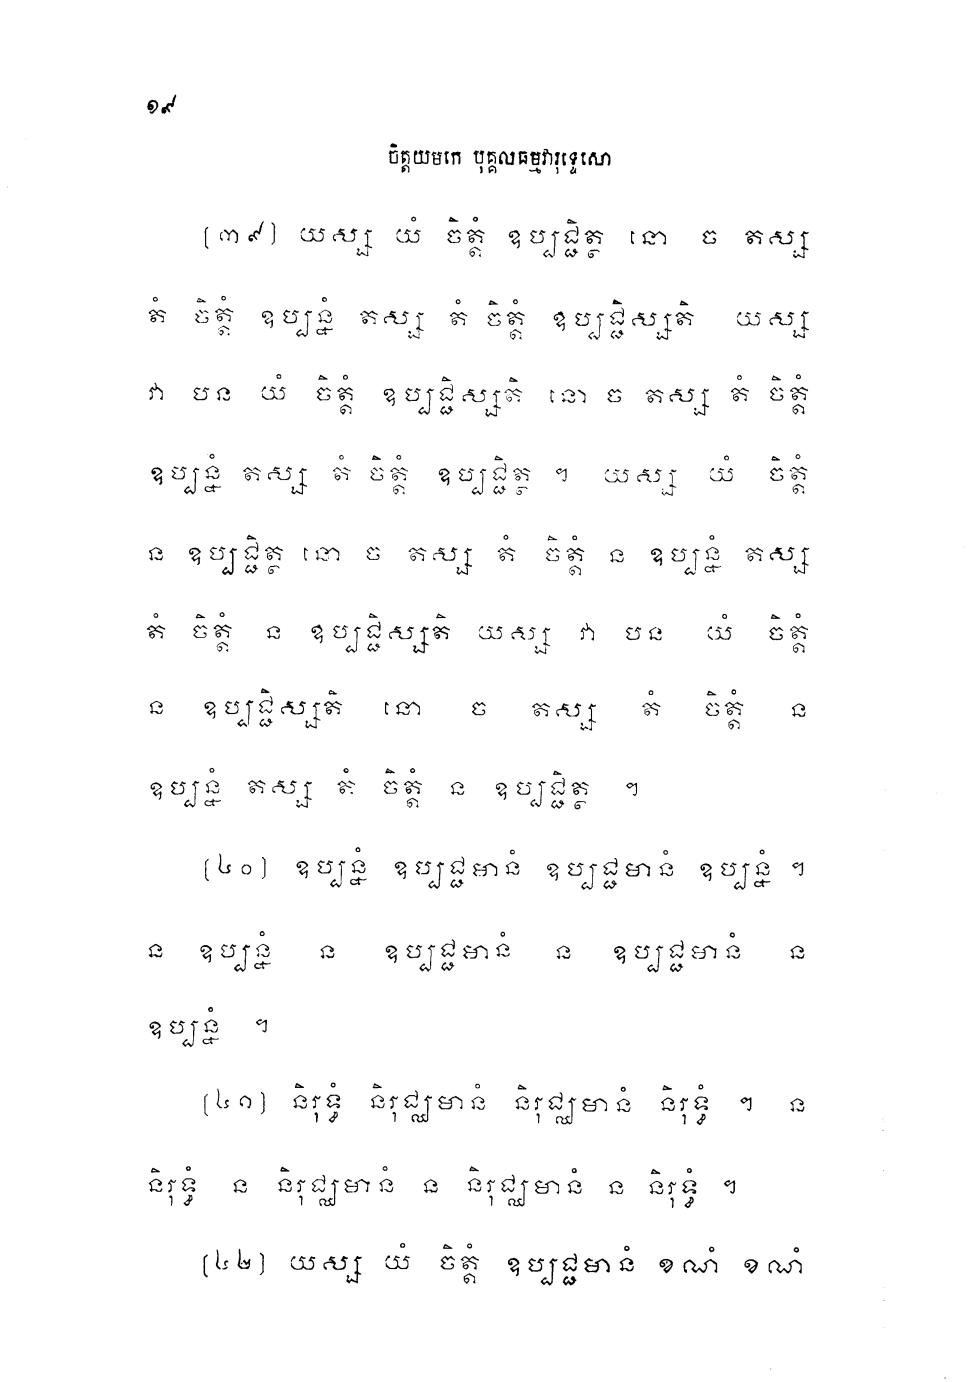 ១៩
ចិត្តយមកេ បុគ្គលធម្មវារុទ្ទេសោ
(៣៩) យស្ស យំ ចិត្តំ ឧប្បជ្ជិត្ថ នោ ច តស្ស
តំ ចិត្តំ ឧប្បន្នំ តស្ស តំ ចិត្តំ ឧប្បជ្ជិស្សតិ យស្ស
វា បន យំ ចិត្តំ ឧប្បជ្ជិស្សតិ នោ ច តស្ស តំ ចិត្តំ
ឧប្បន្នំ តស្ស តំ ចិត្តំ ឧប្បជ្ជិត្ថ ។ យស្ស យំ ចិត្តំ
ន ឧប្បជ្ជិត្ថ នោ ច តស្ស តំ ចិត្តំ ន ឧប្បន្នំ តស្ស
តំ ចិត្តំ ន ឧប្បជ្ជិស្សតិ យស្ស វា បន យំ ចិត្តំ
ន ឧប្បជ្ជិស្សតិ នោ ច តស្ស តំ ចិត្តំ ន
ឧប្បន្នំ តស្ស តំ ចិត្តំ ន ឧប្បជ្ជិត្ថ ។
(៤០) ឧប្បន្នំ ឧប្បជ្ជមានំ ឧប្បជ្ជមានំ ឧប្បន្នំ ។
ន ឧប្បន្នំ ន ឧប្បជ្ជមានំ ន ឧប្បជ្ជមានំ ន
ឧប្បន្នំ ។
(៤១) និរុទ្ធំ និរុជ្ឈមានំ និរុជ្ឈមានំ និរុទ្ធំ ។ ន
និរុទ្ធំ ន និរុជ្ឈមានំ ន និរុជ្ឈមានំ ន និរុទ្ធំ ។
(៤២) យស្ស យំ ចិត្តំ ឧប្បជ្ជមានំ ខណំ ខណំ